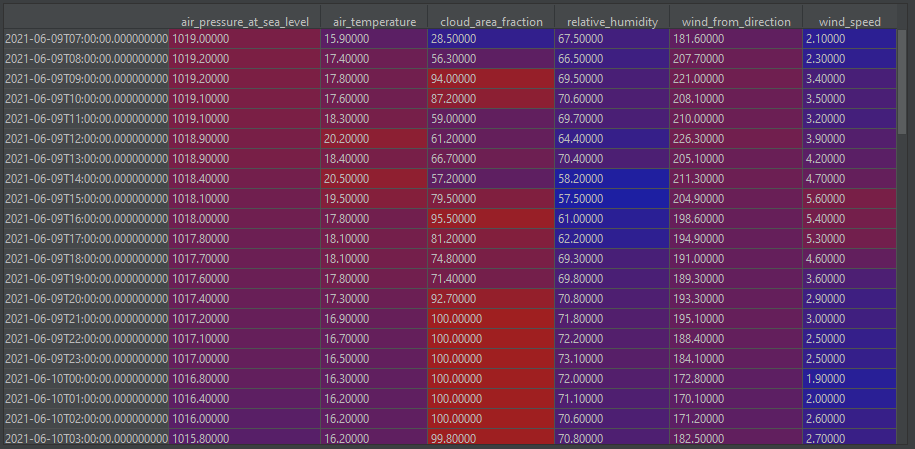 air_pressure_at_sea_level air_temperature cloud_area_fraction relative_humidity wind_from_direction wind_speed
2021-06-09T07:00:00.000000000 1019.00000 15.90000 28.50000 67.50000 181.60000 2.10000
2021-06-09T08:00:00.000000000 1019.20000 17.40000 56.30000 66.50000 207.70000 2.30000
2021-06-09T09:00:00.000000000 1019.20000 17.80000 94.00000 69.50000 221.00000 3.40000
2021-06-09T10:00:00.000000000 1019.10000 17.60000 87.20000 70.60000 208.10000 3.50000
2021-06-09T11:00:00.000000000 1019.10000 18.30000 59.00000 69.70000 210.00000 3.20000
2021-06-09T12:00:00.000000000 1018.90000 20.20000 61.20000 64.40000 226.30000 3.90000
2021-06-09T13:00:00.000000000 1018.90000 18.40000 66.70000 70.40000 205.10000 4.20000
2021-06-09T14:00:00.000000000 1018.40000 20.50000 57.20000 58.20000 211.30000 4.70000
2021-06-09T15:00:00.000000000 1018.10000 19.50000 79.50000 57.50000 204.90000 5.60000
2021-06-09T16:00:00.000000000 1018.00000 17.80000 95.50000 61.00000 198.60000 5.40000
2021-06-09T17:00:00.000000000 1017.80000 18.10000 81.20000 62.20000 194.90000 5.30000
2021-06-09T18:00:00.000000000 1017.70000 18.10000 74.80000 69.30000 191.00000 4.60000
2021-06-09T19:00:00.000000000 1017.60000 17.80000 71.40000 69.80000 189.30000 3.60000
2021-06-09T20:00:00.000000000 1017.40000 17.30000 92.70000 70.80000 193.30000 2.90000
2021-06-09T21:00:00.000000000 1017.20000 16.90000 100.00000 71.80000 195.10000 3.00000
2021-06-09T22:00:00.000000000 1017.10000 16.70000 100.00000 72.20000 188.40000 2.50000
2021-06-09T23:00:00.000000000 1017.00000 16.50000 100.00000 73.10000 184.10000 2.50000
2021-06-10T00:00:00.000000000 1016.80000 16.30000 100.00000 72.00000 172.80000 1.90000
2021-06-10T01:00:00.000000000 1016.40000 16.20000 100.00000 71.10000 170.10000 2.00000
2021-06-10T02:00:00.000000000 1016.00000 16.20000 100.00000 70.60000 171.20000 2.60000
2021-06-10T03:00:00.000000000 1015.80000 16.20000 99.80000 70.80000 182.50000 2.70000